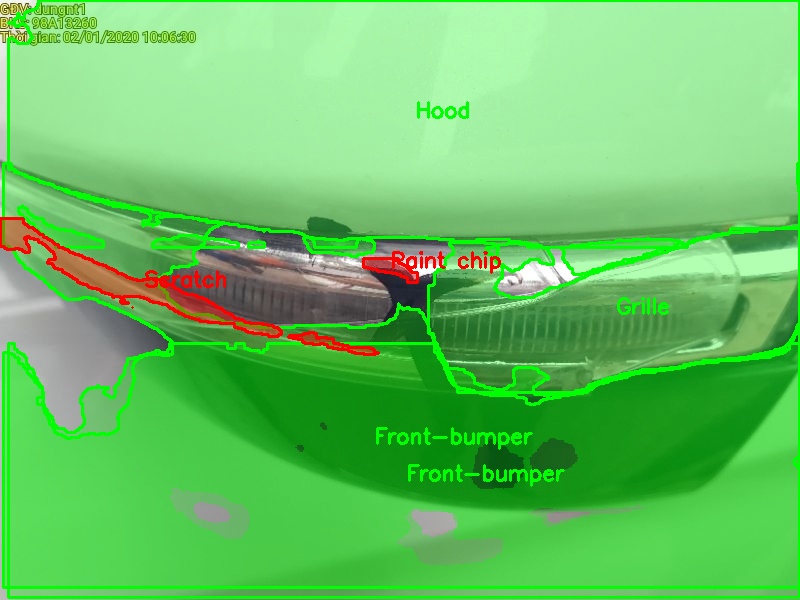 GDV: dungnt1
BKS: 98A13260
Thời gian: 02/01/2020 10:06:30
Hood
Paint chip
Scratch
Grille
Front-bumper
Front-bumper